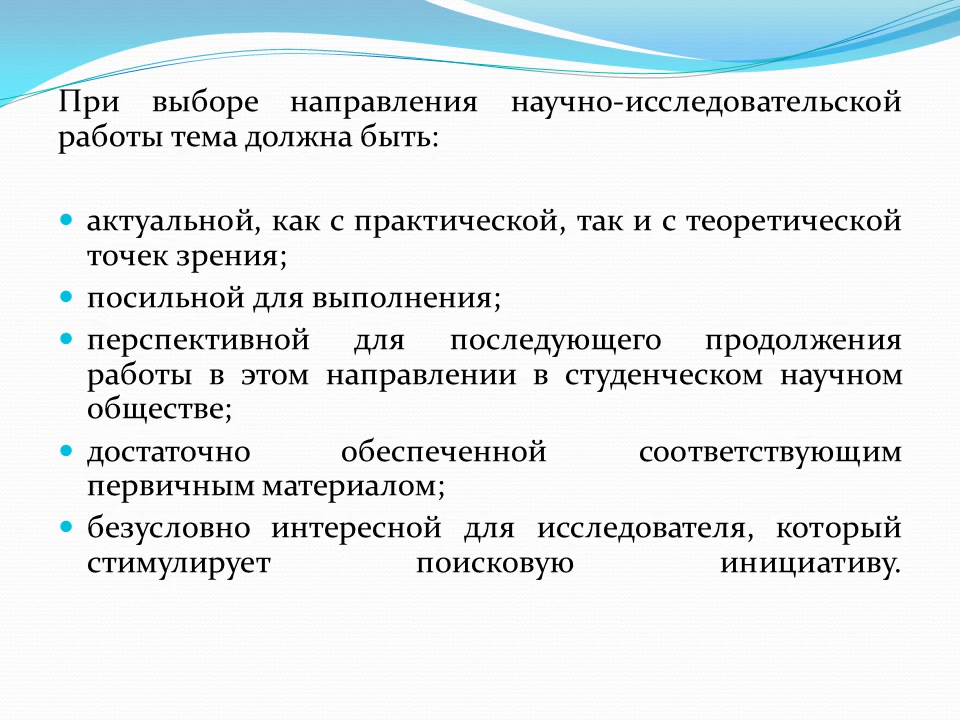 При выборе направления научно-исследовательской
работы тема должна быть:
• актуальной, как с практической, так и с теоретической
точек зрения;
• посильной для выполнения;
• перспективной для последующего продолжения
работы в этом направлении в студенческом научном
обществе;
• достаточно обеспеченной соответствующим
первичным материалом;
• безусловно интересной для исследователя, который
стимулирует поисковую инициативу.